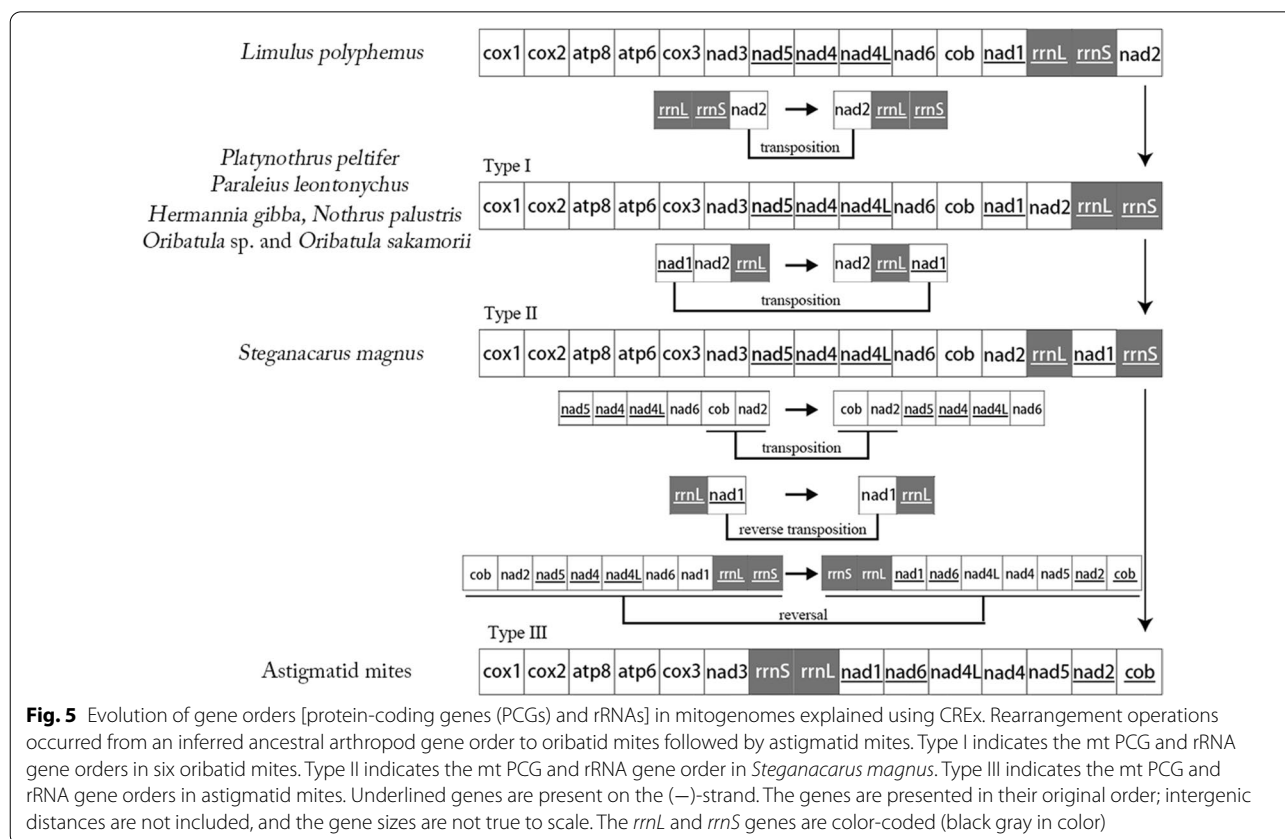 Limulus polyphemus
cox1 cox2 atp8 atp6 cox3 nad3 nad5 nad4 nad4L nad6 cob nad1 rrnL rrnS nad2
rrnL rrnS nad2 nad2 rrnL rrnS
transposition
Platynothrus peltifer
Paraleius leontonychus
Hermannia gibba, Nothrus palustris
Oribatula sp. and Oribatula sakamorii
Type I
cox1 cox2 atp8 atp6 cox3 nad3 nad5 nad4 nad4L nad6 cob nad1 nad2 rrnL rrnS
nad1 nad2 rrnL nad2 rrnL nad1
transposition
Type II
Steganacarus magnus
cox1 cox2 atp8 atp6 cox3 nad3 nad5 nad4 nad4L nad6 cob nad2 rrnL nad1 rrnS
nad5 nad4 nad4L nad6 cob nad2 cob nad2 nad5 nad4 nad4L nad6
transposition
rrnL nad1 nad1 rrnL
reverse transposition
cob nad2 nad5 nad4 nad4L nad6 nad1 rrnL rrnS rrnS rrnL nad1 nad6 nad4L nad4 nad5 nad2 cob
reversal
Type III
Astigmatid mites
cox1 cox2 atp8 atp6 cox3 nad3 rrnS rrnL nad1 nad6 nad4L nad4 nad5 nad2 cob
Fig. 5 Evolution of gene orders [protein-coding genes (PCGs) and rRNAs] in mitogenomes explained using CREx. Rearrangement operations
occurred from an inferred ancestral arthropod gene order to oribatid mites followed by astigmatid mites. Type I indicates the mt PCG and rRNA
gene orders in six oribatid mites. Type II indicates the mt PCG and rRNA gene order in Steganacarus magnus. Type III indicates the mt PCG and
rRNA gene orders in astigmatid mites. Underlined genes are present on the (−)-strand. The genes are presented in their original order; intergenic
distances are not included, and the gene sizes are not true to scale. The rrnL and rrnS genes are color-coded (black gray in color)